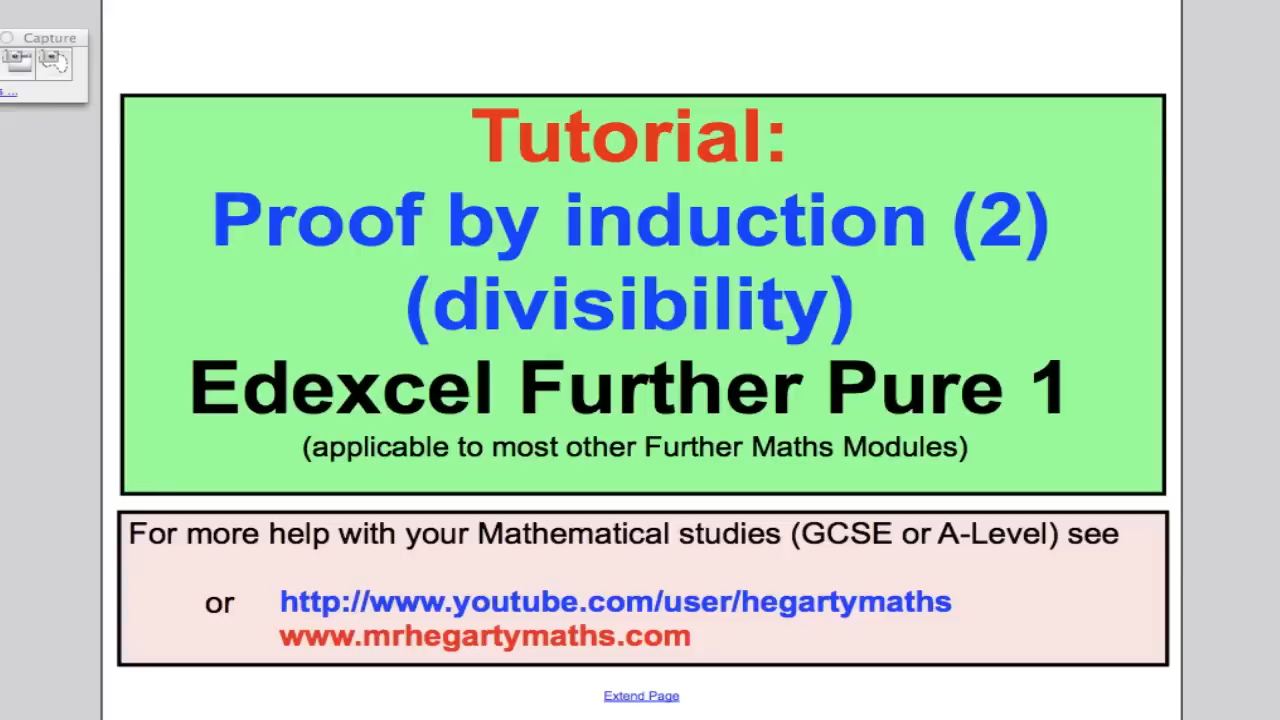 Capture
s ...
Tutorial:
Proof by induction (2)
(divisibility)
Edexcel Further Pure 1
(applicable to most other Further Maths Modules)
For more help with your Mathematical studies (GCSE or A-Level) see
or http://www.youtube.com/user/hegartymaths
www.mrhegartymaths.com
Extend Page